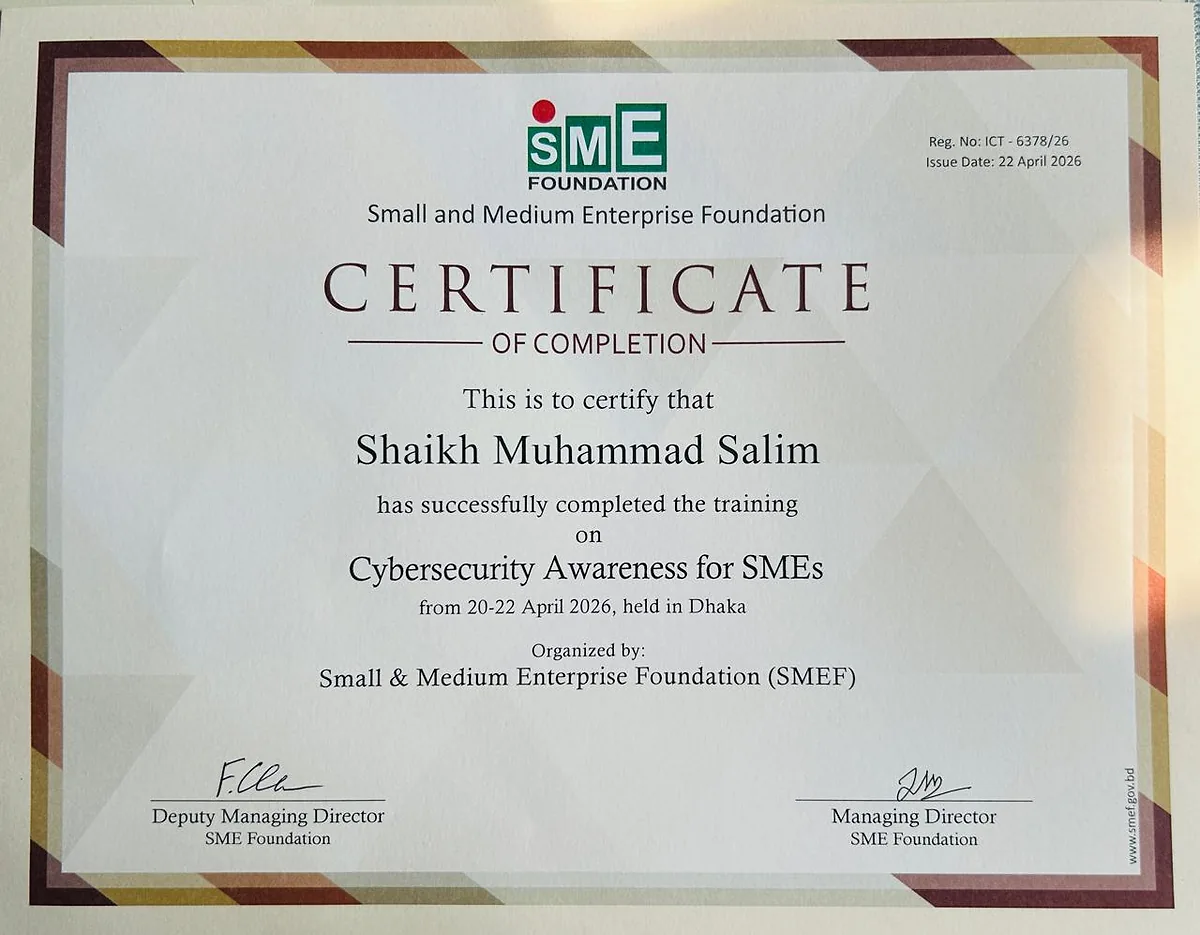 SME
FOUNDATION
Small and Medium Enterprise Foundation
Reg. No: ICT - 6378/26
Issue Date: 22 April 2026
CERTIFICATE
OF COMPLETION
This is to certify that
Shaikh Muhammad Salim
has successfully completed the training
on
Cybersecurity Awareness for SMEs
from 20-22 April 2026, held in Dhaka
Organized by:
Small & Medium Enterprise Foundation (SMEF)
Deputy Managing Director
SME Foundation
Managing Director
SME Foundation
www.smef.gov.bd